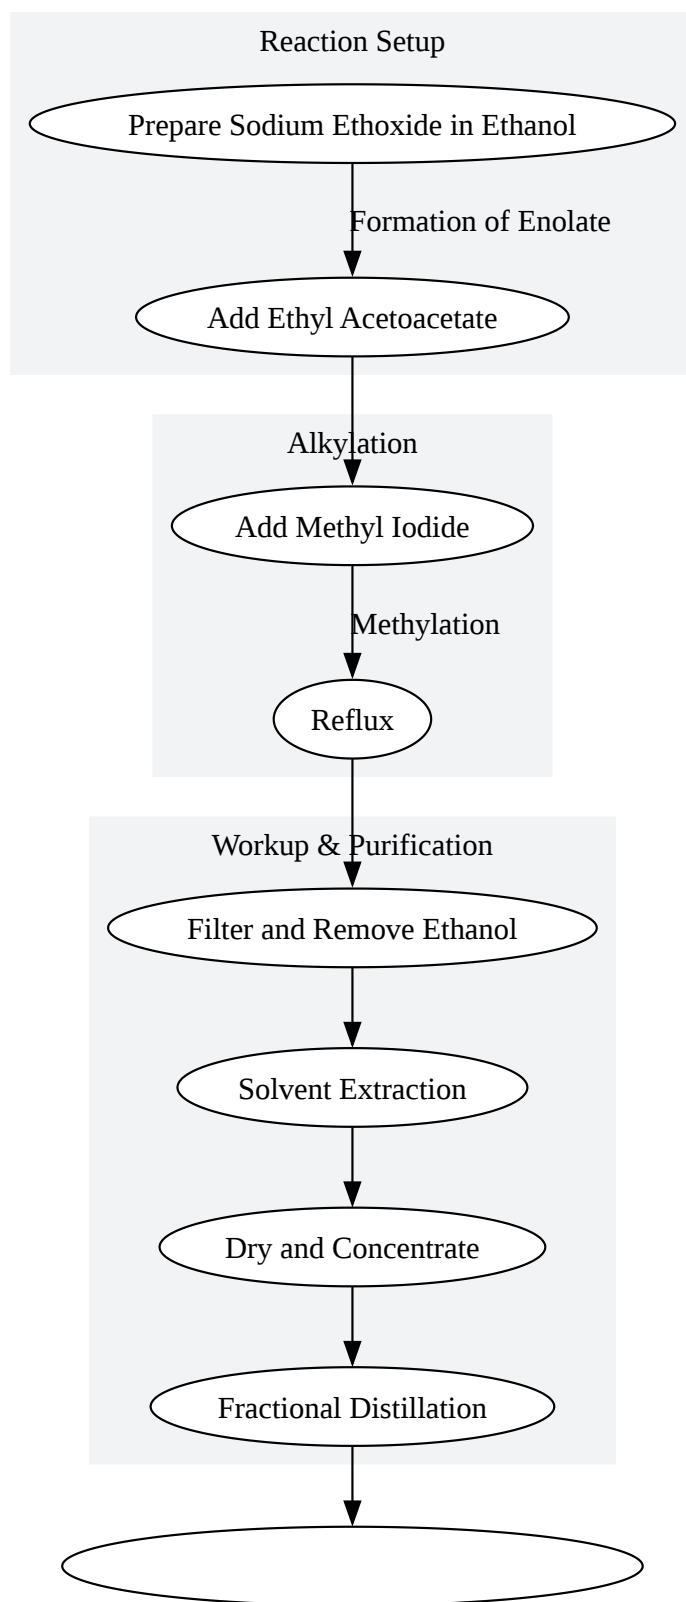 Reaction Setup
Prepare Sodium Ethoxide in Ethanol
Formation of Enolate
Add Ethyl Acetoacetate
Alkylation
Add Methyl Iodide
Methylation
Reflux
Workup & Purification
Filter and Remove Ethanol
Solvent Extraction
Dry and Concentrate
Fractional Distillation